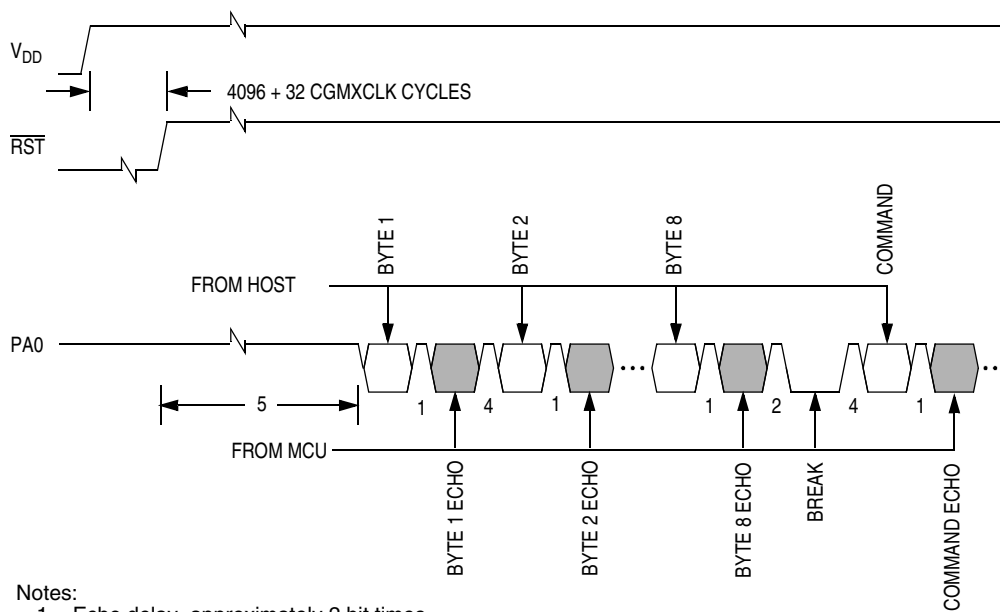 VDD
4096 + 32 CGMXCLK CYCLES
RST
BYTE 1
BYTE 2
BYTE 8
COMMAND
FROM HOST
PA0
1
4
1
1
2
4
1
5
FROM MCU
BYTE 1 ECHO
BYTE 2 ECHO
BYTE 8 ECHO
BREAK
COMMAND ECHO
Notes: